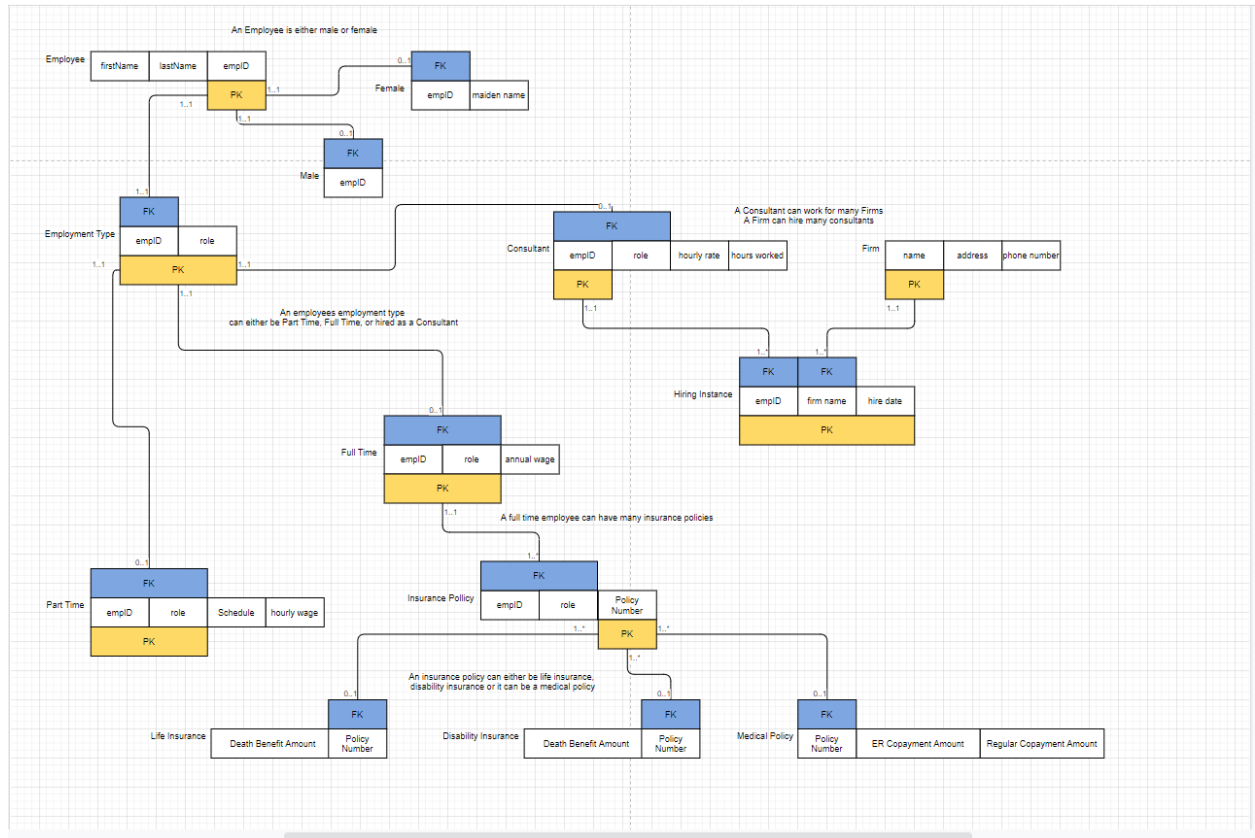 An Employee is either male or female
Employee
firstName
lastName
empID
PK
1..1
1..1
1..1
0..1
FK
Female
empID
maiden name
0..1
FK
Male
empID
1..1
FK
Employment Type
empID
role
PK
1..1
1..1
1..1
0..1
FK
Consultant
empID
role
hourly rate
hours worked
PK
1..1
A Consultant can work for many Firms
A Firm can hire many consultants
Firm
name
address
phone number
PK
1..1
An employees employment type
can either be Part Time, Full Time, or hired as a Consultant
1..*
1..*
FK
FK
Hiring Instance
empID
firm name
hire date
PK
0..1
FK
Full Time
empID
role
annual wage
PK
1..1
A full time employee can have many insurance policies
0..1
FK
Part Time
empID
role
Schedule
hourly wage
PK
1..*
FK
Insurance Pollicy
empID
role
Policy
Number
PK
1..*
1..*
1..*
An insurance policy can either be life insurance,
disability insurance or it can be a medical policy
0..1
FK
Life Insurance
Death Benefit Amount
Policy
Number
0..1
FK
Disability Insurance
Death Benefit Amount
Policy
Number
0..1
FK
Medical Policy
Policy
Number
ER Copayment Amount
Regular Copayment Amount